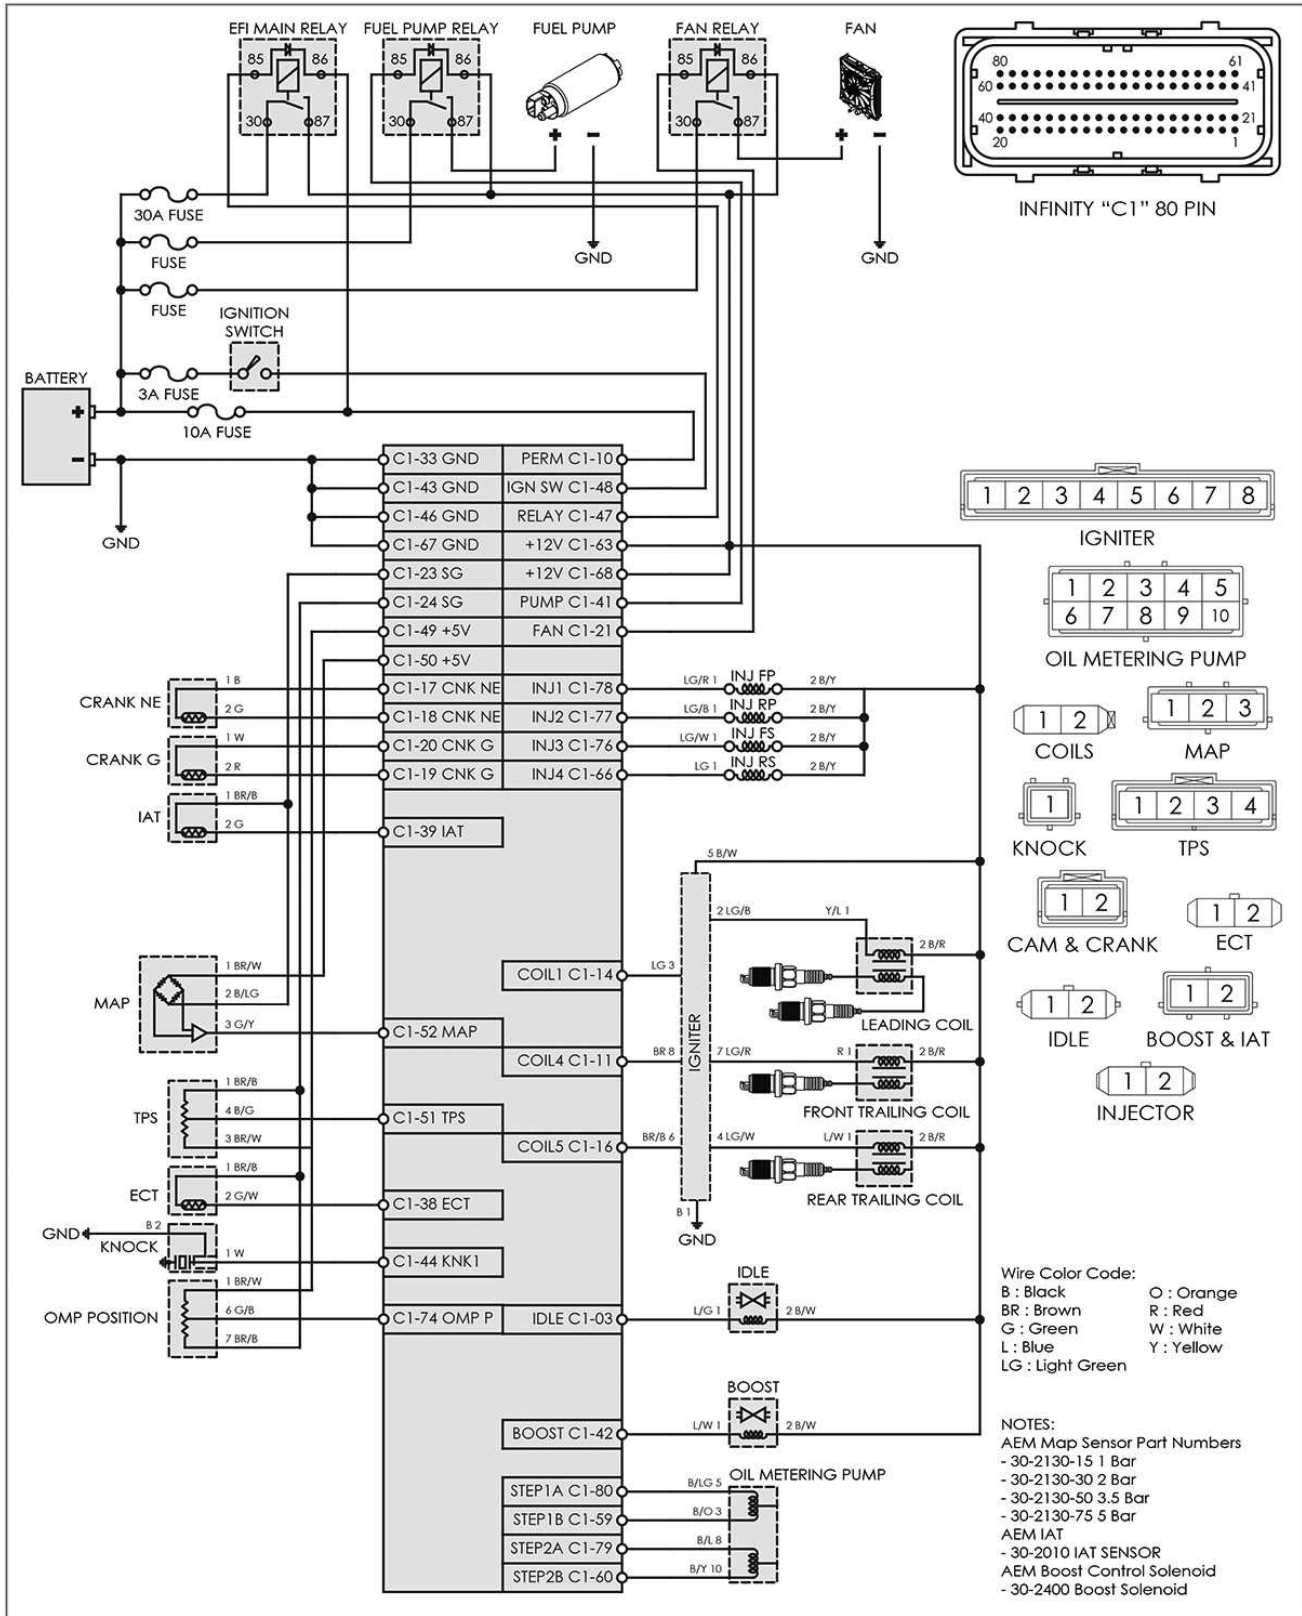 EFI MAIN RELAY
FUEL PUMP RELAY
FUEL PUMP
FAN RELAY
FAN
85 86
30 87
85 86
30 87
+ -
85 86
30 87
+ -
80 61
60 41
40 21
20 1
INFINITY “C1” 80 PIN
30A FUSE
FUSE
FUSE
GND
GND
IGNITION
SWITCH
3A FUSE
10A FUSE
BATTERY
+
-
GND
C1-33 GND
C1-43 GND
C1-46 GND
C1-67 GND
C1-23 SG
C1-24 SG
C1-49 +5V
C1-50 +5V
C1-17 CNK NE
C1-18 CNK NE
C1-20 CNK G
C1-19 CNK G
C1-39 IAT
C1-52 MAP
C1-51 TPS
C1-38 ECT
C1-44 KNK1
C1-74 OMP P
PERM C1-10
IGN SW C1-48
RELAY C1-47
+12V C1-63
+12V C1-68
PUMP C1-41
FAN C1-21
INJ1 C1-78
INJ2 C1-77
INJ3 C1-76
INJ4 C1-66
COIL1 C1-14
COIL4 C1-11
COIL5 C1-16
IDLE C1-03
BOOST C1-42
STEP1A C1-80
STEP1B C1-59
STEP2A C1-79
STEP2B C1-60
CRANK NE
1 B
2 G
CRANK G
1 W
2 R
IAT
1 BR/B
2 G
MAP
1 BR/W
2 B/LG
3 G/Y
TPS
1 BR/B
4 B/G
3 BR/W
ECT
1 BR/B
2 G/W
GND
B 2
KNOCK
1 W
OMP POSITION
1 BR/W
6 G/B
7 BR/B
LG/R 1 INJ FP 2 B/Y
LG/B 1 INJ RP 2 B/Y
LG/W 1 INJ FS 2 B/Y
LG 1 INJ RS 2 B/Y
5 B/W
2 LG/B Y/L 1
2 B/R
LG 3
LEADING COIL
IGNITER
BR 8
7 LG/R R 1 2 B/R
FRONT TRAILING COIL
BR/B 6
4 LG/W L/W 1 2 B/R
REAR TRAILING COIL
B 1
GND
IDLE
L/G 1 2 B/W
BOOST
L/W 1 2 B/W
OIL METERING PUMP
B/LG 5
B/O 3
B/L 8
B/Y 10
1 2 3 4 5 6 7 8
IGNITER
1 2 3 4 5
6 7 8 9 10
OIL METERING PUMP
1 2
COILS
1 2 3
MAP
1
KNOCK
1 2 3 4
TPS
1 2
CAM & CRANK
1 2
ECT
1 2
IDLE
1 2
BOOST & IAT
1 2
INJECTOR
Wire Color Code:
B : Black O : Orange
BR : Brown R : Red
G : Green W : White
L : Blue Y : Yellow
LG : Light Green
NOTES:
AEM Map Sensor Part Numbers
- 30-2130-15 1 Bar
- 30-2130-30 2 Bar
- 30-2130-50 3.5 Bar
- 30-2130-75 5 Bar
AEM IAT
- 30-2010 IAT SENSOR
AEM Boost Control Solenoid
- 30-2400 Boost Solenoid